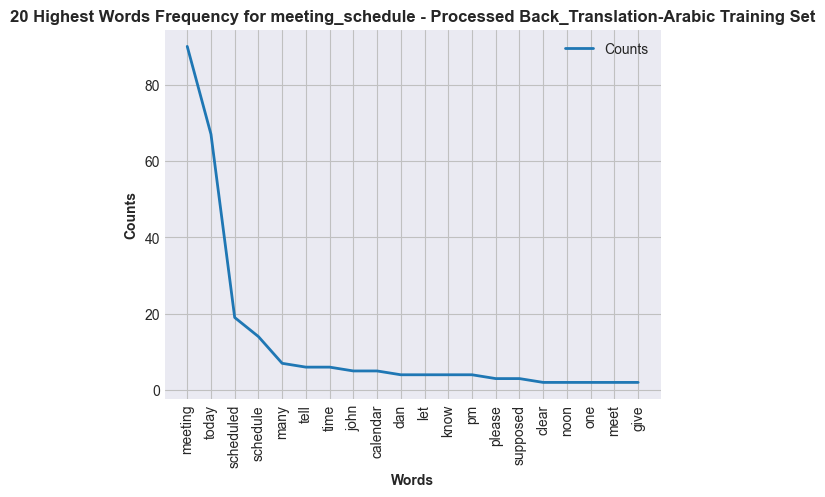 20 Highest Words Frequency for meeting_schedule - Processed Back_Translation-Arabic Training Set
Counts
80
60
40
20
0
Counts
meeting
today
scheduled
schedule
many
tell
time
john
calendar
dan
let
know
pm
please
supposed
clear
noon
one
meet
give
Words